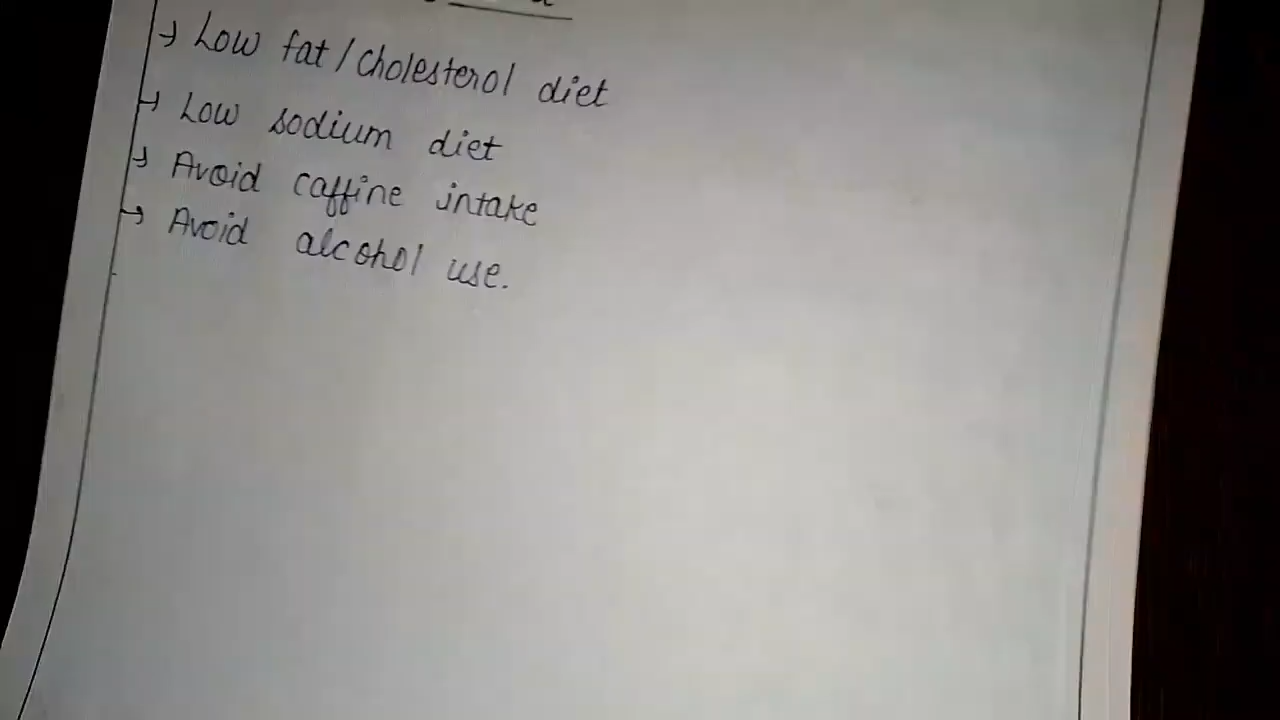 → Low fat/cholesterol diet
→ Low sodium diet
→ Avoid caffine intake
→ Avoid alcohol use.